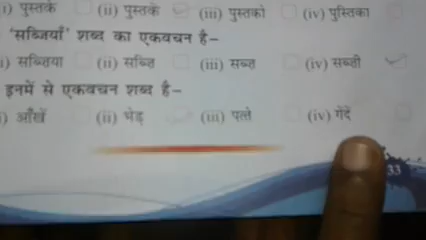 (i) पुस्तकें (ii) पुस्तके (iii) पुस्तकों (iv) पुस्तिका
'सब्जियाँ' शब्द का एकवचन है–
(i) सब्जिया (ii) सब्जि (iii) सब्ज (iv) सब्जी
इनमें से एकवचन शब्द है–
(i) आँखें (ii) भेड़ (iii) पत्ते (iv) गेंदे
33